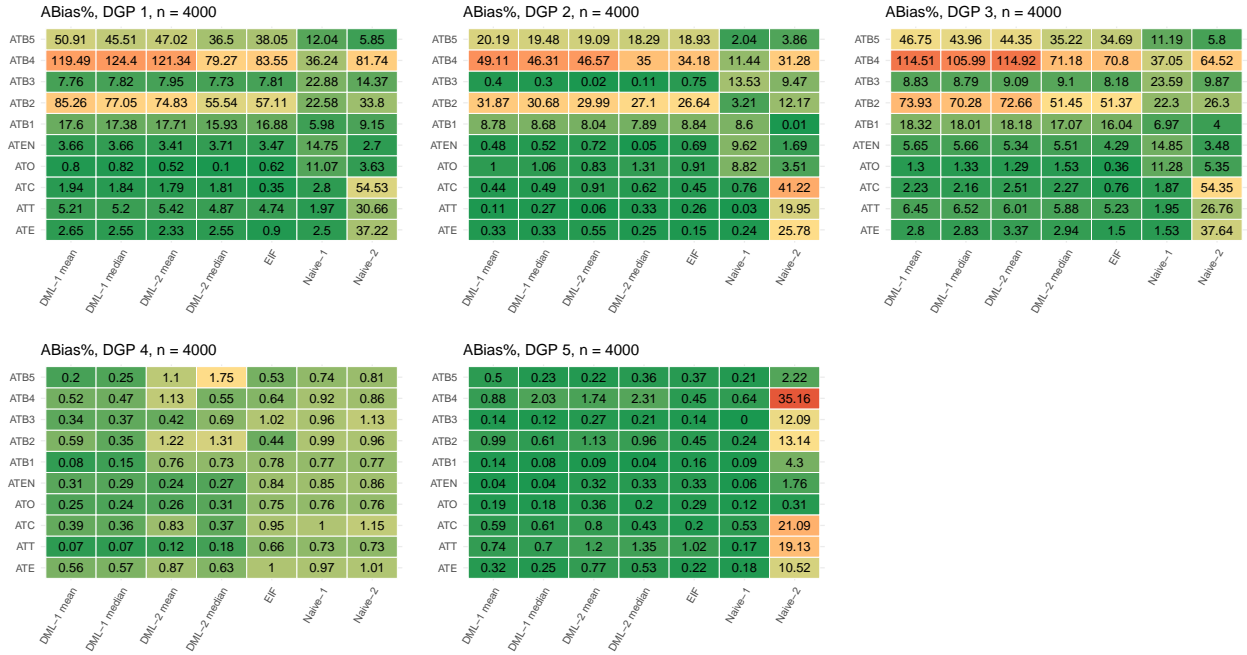 ABias%, DGP 1, n = 4000
ATB5 50.91 45.51 47.02 36.5 38.05 12.04 5.85
ATB4 119.49 124.4 121.34 79.27 83.55 36.24 81.74
ATB3 7.76 7.82 7.95 7.73 7.81 22.88 14.37
ATB2 85.26 77.05 74.83 55.54 57.11 22.58 33.8
ATB1 17.6 17.38 17.71 15.93 16.88 5.98 9.15
ATEN 3.66 3.66 3.41 3.71 3.47 14.75 2.7
ATO 0.8 0.82 0.52 0.1 0.62 11.07 3.63
ATC 1.94 1.84 1.79 1.81 0.35 2.8 54.53
ATT 5.21 5.2 5.42 4.87 4.74 1.97 30.66
ATE 2.65 2.55 2.33 2.55 0.9 2.5 37.22
DML−1 mean DML−1 median DML−2 mean DML−2 median EIF Naive−1 Naive−2
ABias%, DGP 2, n = 4000
ATB5 20.19 19.48 19.09 18.29 18.93 2.04 3.86
ATB4 49.11 46.31 46.57 35 34.18 11.44 31.28
ATB3 0.4 0.3 0.02 0.11 0.75 13.53 9.47
ATB2 31.87 30.68 29.99 27.1 26.64 3.21 12.17
ATB1 8.78 8.68 8.04 7.89 8.84 8.6 0.01
ATEN 0.48 0.52 0.72 0.05 0.69 9.62 1.69
ATO 1 1.06 0.83 1.31 0.91 8.82 3.51
ATC 0.44 0.49 0.91 0.62 0.45 0.76 41.22
ATT 0.11 0.27 0.06 0.33 0.26 0.03 19.95
ATE 0.33 0.33 0.55 0.25 0.15 0.24 25.78
DML−1 mean DML−1 median DML−2 mean DML−2 median EIF Naive−1 Naive−2
ABias%, DGP 3, n = 4000
ATB5 46.75 43.96 44.35 35.22 34.69 11.19 5.8
ATB4 114.51 105.99 114.92 71.18 70.8 37.05 64.52
ATB3 8.83 8.79 9.09 9.1 8.18 23.59 9.87
ATB2 73.93 70.28 72.66 51.45 51.37 22.3 26.3
ATB1 18.32 18.01 18.18 17.07 16.04 6.97 4
ATEN 5.65 5.66 5.34 5.51 4.29 14.85 3.48
ATO 1.3 1.33 1.29 1.53 0.36 11.28 5.35
ATC 2.23 2.16 2.51 2.27 0.76 1.87 54.35
ATT 6.45 6.52 6.01 5.88 5.23 1.95 26.76
ATE 2.8 2.83 3.37 2.94 1.5 1.53 37.64
DML−1 mean DML−1 median DML−2 mean DML−2 median EIF Naive−1 Naive−2
ABias%, DGP 4, n = 4000
ATB5 0.2 0.25 1.1 1.75 0.53 0.74 0.81
ATB4 0.52 0.47 1.13 0.55 0.64 0.92 0.86
ATB3 0.34 0.37 0.42 0.69 1.02 0.96 1.13
ATB2 0.59 0.35 1.22 1.31 0.44 0.99 0.96
ATB1 0.08 0.15 0.76 0.73 0.78 0.77 0.77
ATEN 0.31 0.29 0.24 0.27 0.84 0.85 0.86
ATO 0.25 0.24 0.26 0.31 0.75 0.76 0.76
ATC 0.39 0.36 0.83 0.37 0.95 1 1.15
ATT 0.07 0.07 0.12 0.18 0.66 0.73 0.73
ATE 0.56 0.57 0.87 0.63 1 0.97 1.01
DML−1 mean DML−1 median DML−2 mean DML−2 median EIF Naive−1 Naive−2
ABias%, DGP 5, n = 4000
ATB5 0.5 0.23 0.22 0.36 0.37 0.21 2.22
ATB4 0.88 2.03 1.74 2.31 0.45 0.64 35.16
ATB3 0.14 0.12 0.27 0.21 0.14 0 12.09
ATB2 0.99 0.61 1.13 0.96 0.45 0.24 13.14
ATB1 0.14 0.08 0.09 0.04 0.16 0.09 4.3
ATEN 0.04 0.04 0.32 0.33 0.33 0.06 1.76
ATO 0.19 0.18 0.36 0.2 0.29 0.12 0.31
ATC 0.59 0.61 0.8 0.43 0.2 0.53 21.09
ATT 0.74 0.7 1.2 1.35 1.02 0.17 19.13
ATE 0.32 0.25 0.77 0.53 0.22 0.18 10.52
DML−1 mean DML−1 median DML−2 mean DML−2 median EIF Naive−1 Naive−2